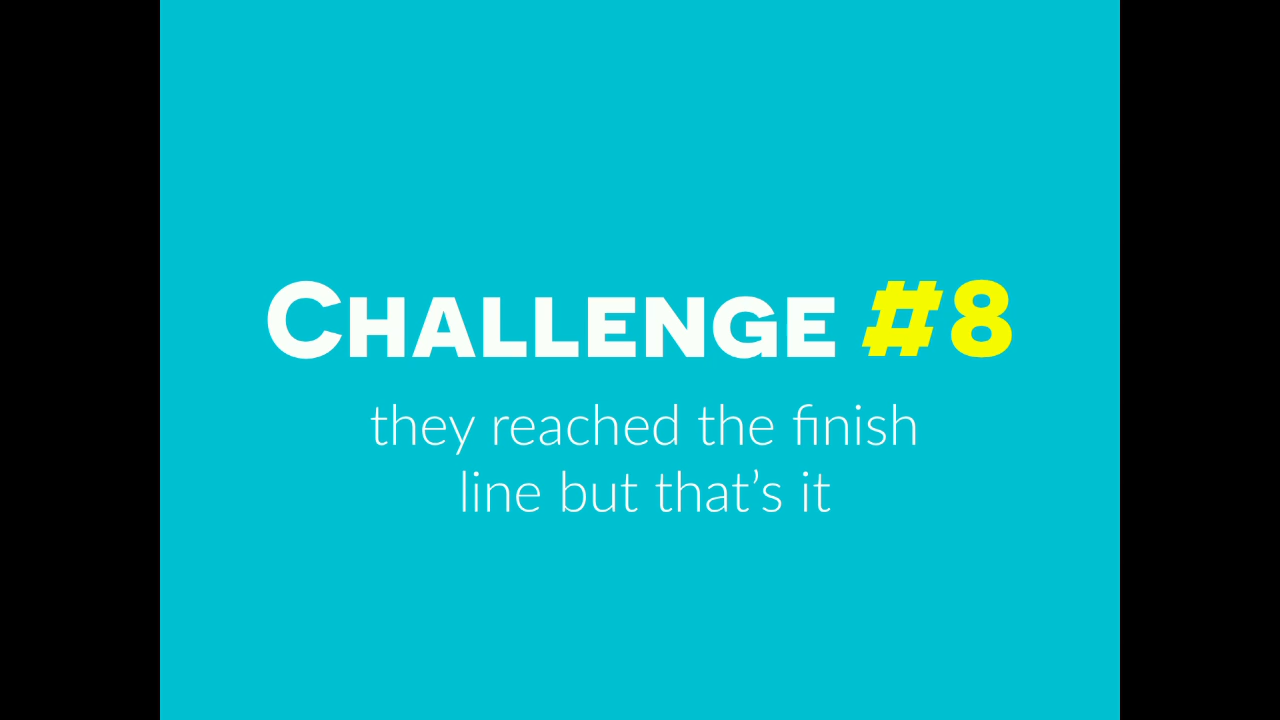 Challenge #8
they reached the finish
line but that’s it